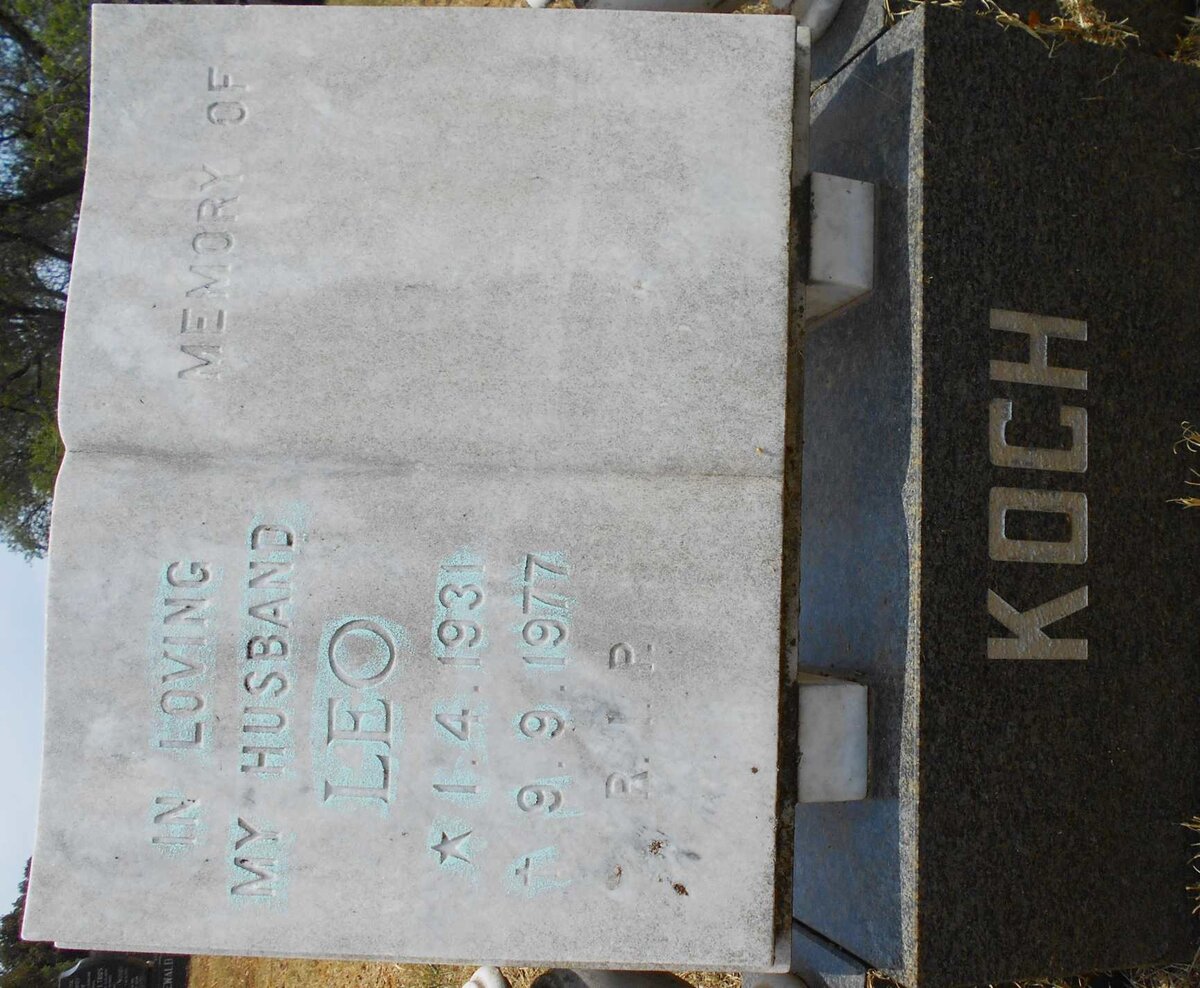 IN LOVING MEMORY OF
MY HUSBAND
LEO
★ 1.4.1931
✝ 9.9.1977
R.I.P.
KOCH